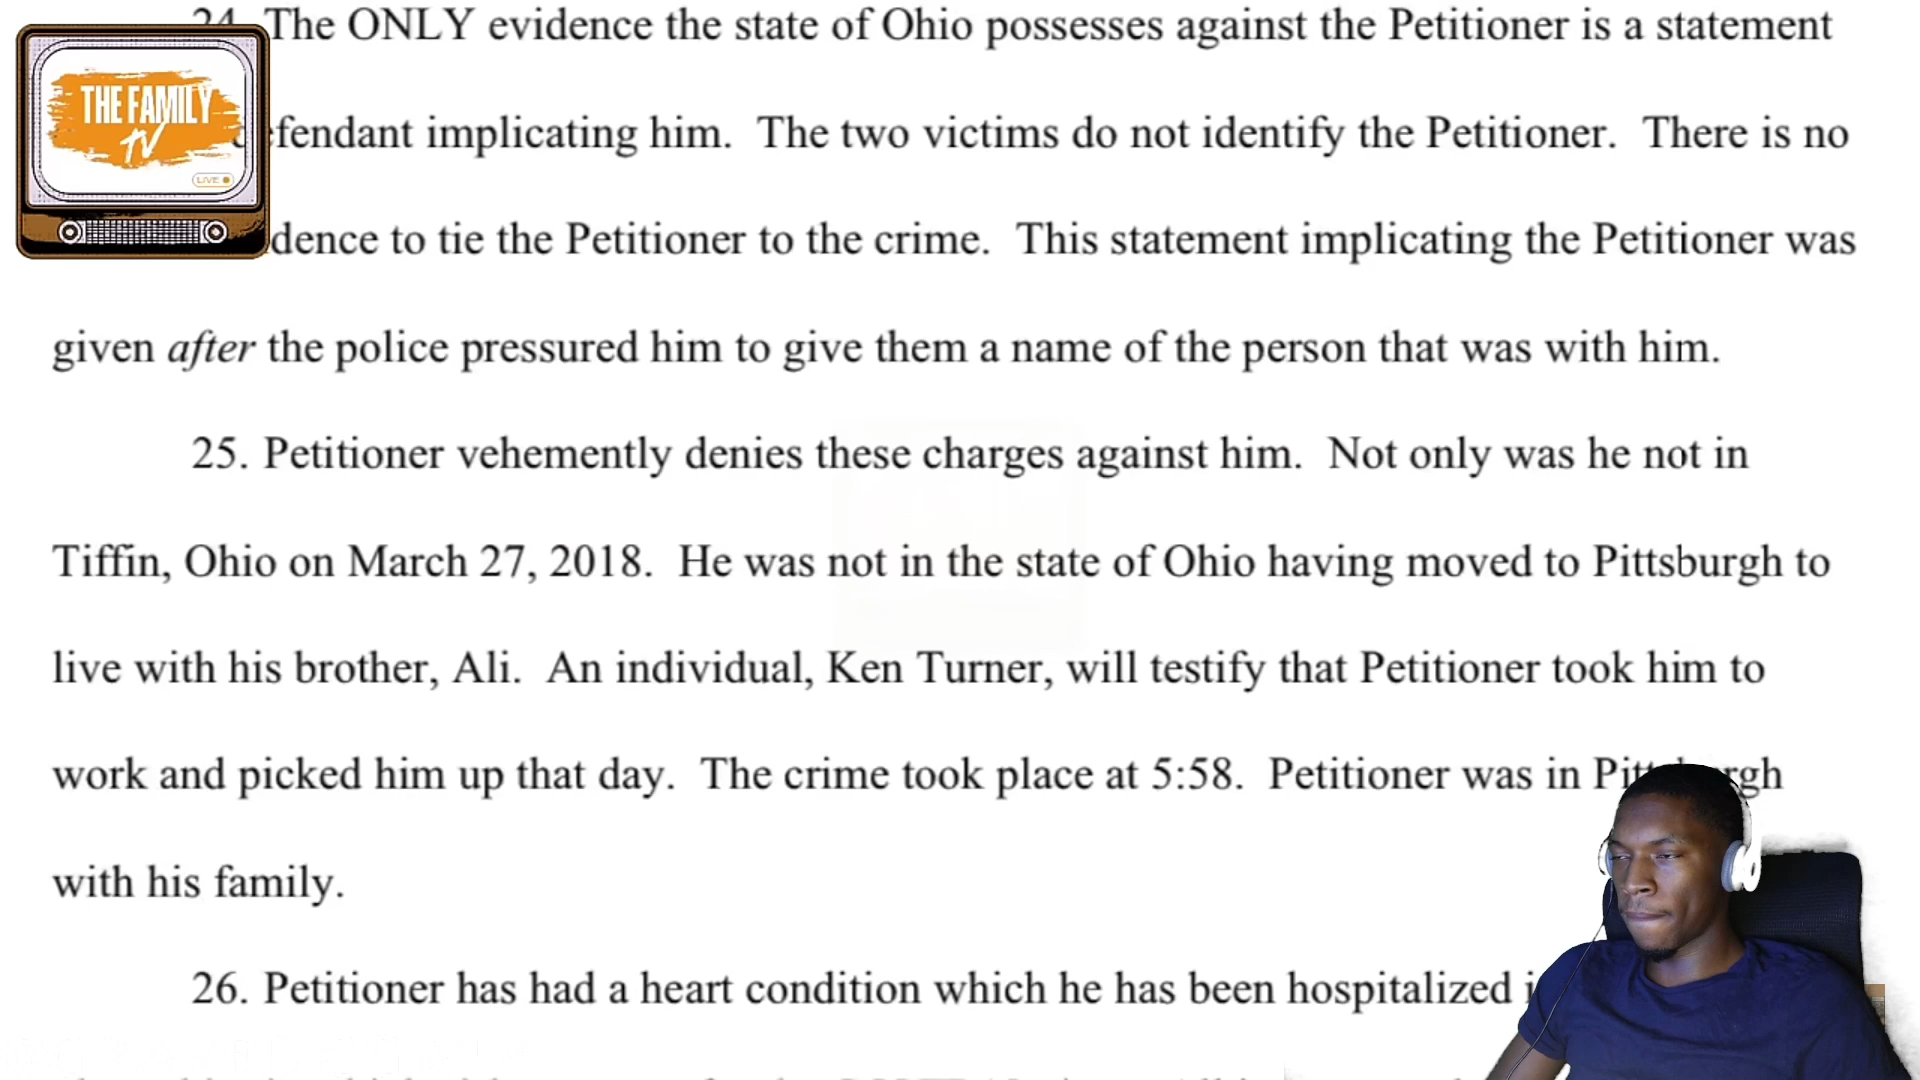 THE FAMILY
TV
LIVE
24. The ONLY evidence the state of Ohio possesses against the Petitioner is a statement
efendant implicating him. The two victims do not identify the Petitioner. There is no
dence to tie the Petitioner to the crime. This statement implicating the Petitioner was
given after the police pressured him to give them a name of the person that was with him.
25. Petitioner vehemently denies these charges against him. Not only was he not in
Tiffin, Ohio on March 27, 2018. He was not in the state of Ohio having moved to Pittsburgh to
live with his brother, Ali. An individual, Ken Turner, will testify that Petitioner took him to
work and picked him up that day. The crime took place at 5:58. Petitioner was in Pittsburgh
with his family.
26. Petitioner has had a heart condition which he has been hospitalized